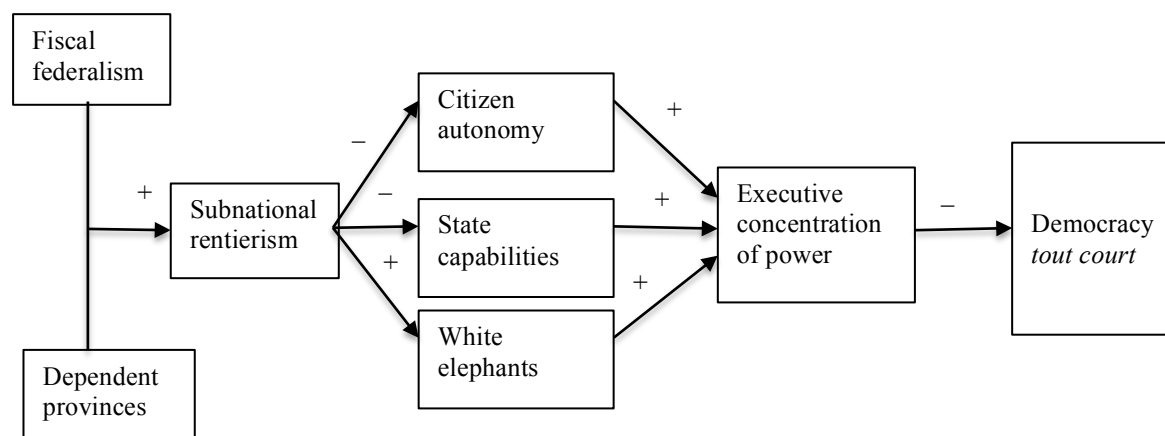 Fiscal
federalism
+
Subnational
rentierism
Dependent
provinces
−
−
+
Citizen
autonomy
State
capabilities
White
elephants
+
+
+
Executive
concentration
of power
−
Democracy
tout court